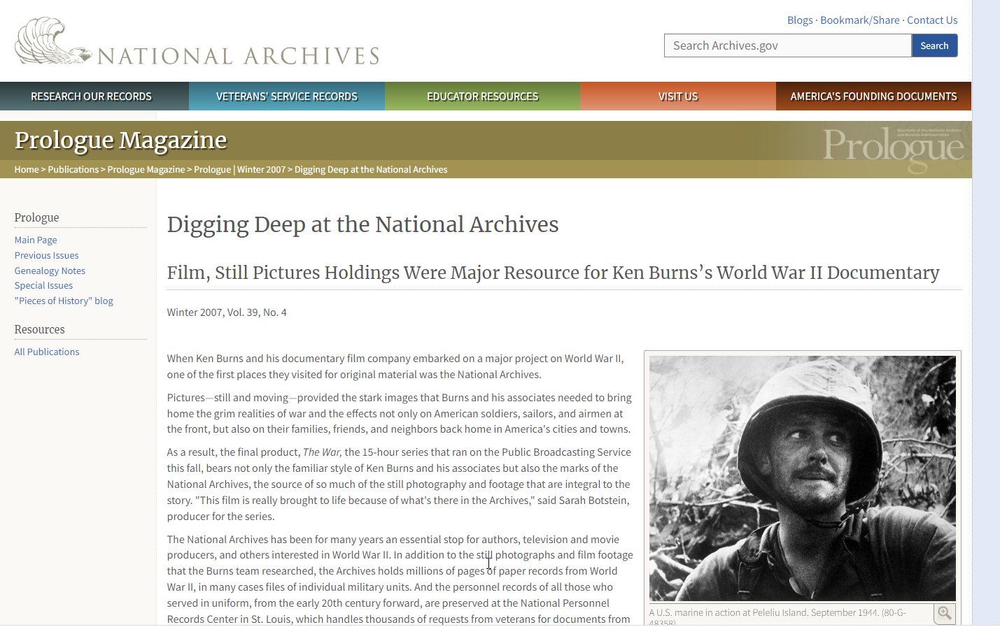 NATIONAL ARCHIVES
Blogs · Bookmark/Share · Contact Us
Search Archives.gov
Search
RESEARCH OUR RECORDS
VETERANS' SERVICE RECORDS
EDUCATOR RESOURCES
VISIT US
AMERICA'S FOUNDING DOCUMENTS
Prologue Magazine
Quarterly of the National Archives
and Records Administration
Prologue
Home > Publications > Prologue Magazine > Prologue | Winter 2007 > Digging Deep at the National Archives
Prologue
Main Page
Previous Issues
Genealogy Notes
Special Issues
"Pieces of History" blog
Resources
All Publications
Digging Deep at the National Archives
Film, Still Pictures Holdings Were Major Resource for Ken Burns’s World War II Documentary
Winter 2007, Vol. 39, No. 4
When Ken Burns and his documentary film company embarked on a major project on World War II,
one of the first places they visited for original material was the National Archives.
Pictures—still and moving—provided the stark images that Burns and his associates needed to bring
home the grim realities of war and the effects not only on American soldiers, sailors, and airmen at
the front, but also on their families, friends, and neighbors back home in America's cities and towns.
As a result, the final product, The War, the 15-hour series that ran on the Public Broadcasting Service
this fall, bears not only the familiar style of Ken Burns and his associates but also the marks of the
National Archives, the source of so much of the still photography and footage that are integral to the
story. "This film is really brought to life because of what's there in the Archives," said Sarah Botstein,
producer for the series.
The National Archives has been for many years an essential stop for authors, television and movie
producers, and others interested in World War II. In addition to the still photographs and film footage
that the Burns team researched, the Archives holds millions of pages of paper records from World
War II, in many cases files of individual military units. And the personnel records of all those who
served in uniform, from the early 20th century forward, are preserved at the National Personnel
Records Center in St. Louis, which handles thousands of requests from veterans for documents from
A U.S. marine in action at Peleliu Island. September 1944. (80-G-
48358)